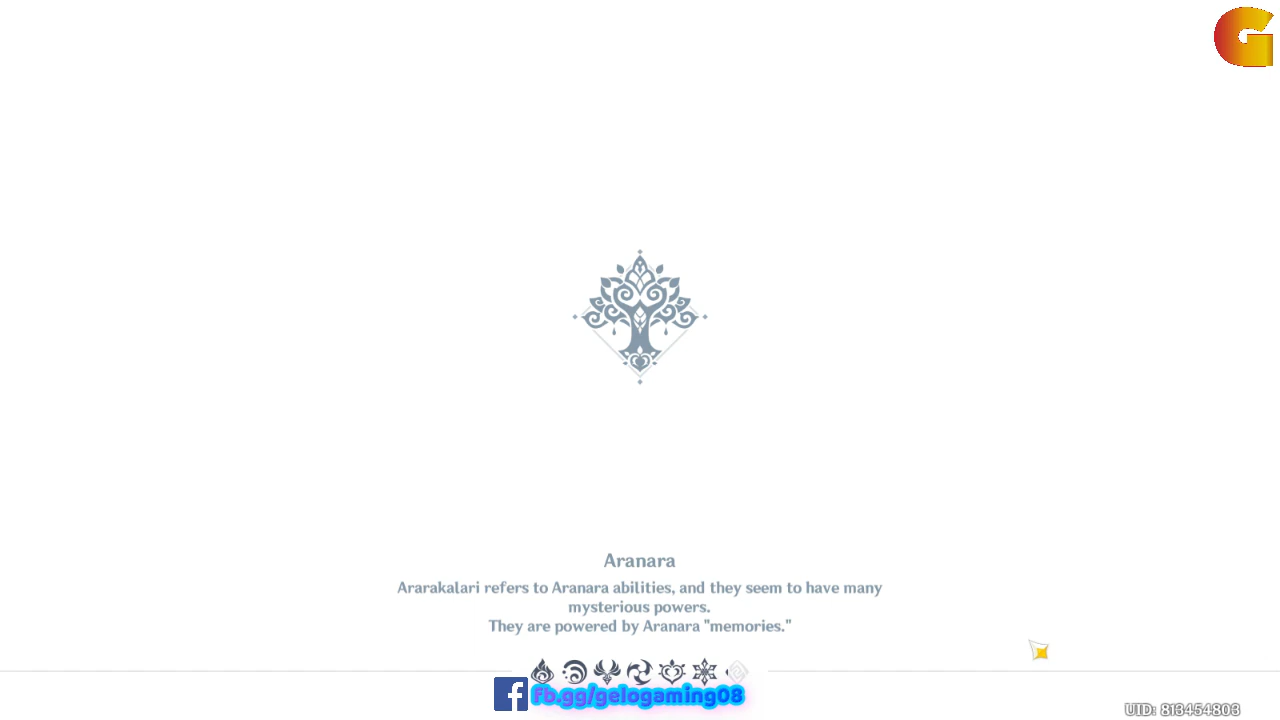 G
Aranara
Ararakalari refers to Aranara abilities, and they seem to have many
mysterious powers.
They are powered by Aranara "memories."
fb.gg/gelogaming08
UID: 813454803